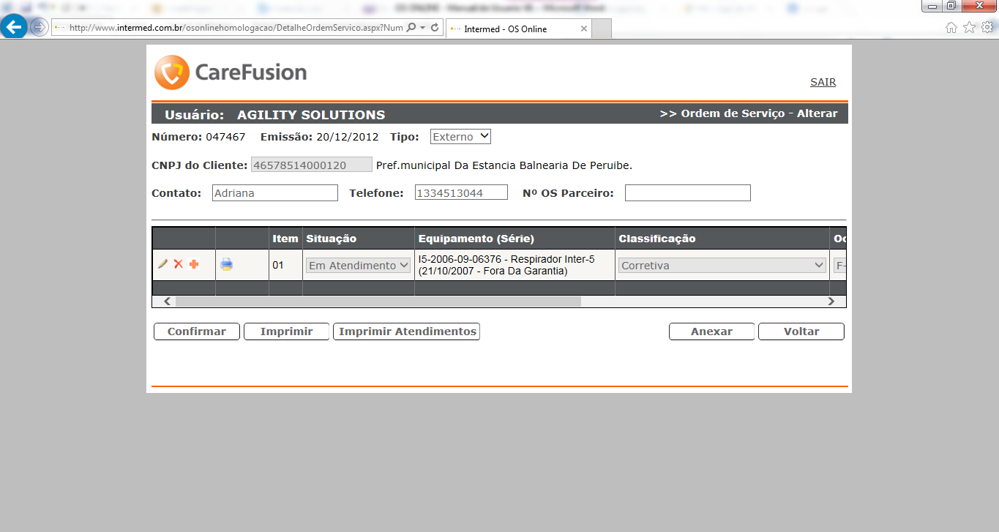 http://www.intermed.com.br/osonlinehomologacao/DetalheOrdemServico.aspx?Num
Intermed - OS Online
CareFusion
SAIR
Usuário: AGILITY SOLUTIONS
>> Ordem de Serviço - Alterar
Número: 047467 Emissão: 20/12/2012 Tipo: Externo
CNPJ do Cliente: 46578514000120 Pref.municipal Da Estancia Balnearia De Peruibe.
Contato: Adriana Telefone: 1334513044 Nº OS Parceiro:
Item Situação Equipamento (Série) Classificação
01 Em Atendimento I5-2006-09-06376 - Respirador Inter-5 Corretiva F-
(21/10/2007 - Fora Da Garantia)
Confirmar Imprimir Imprimir Atendimentos Anexar Voltar